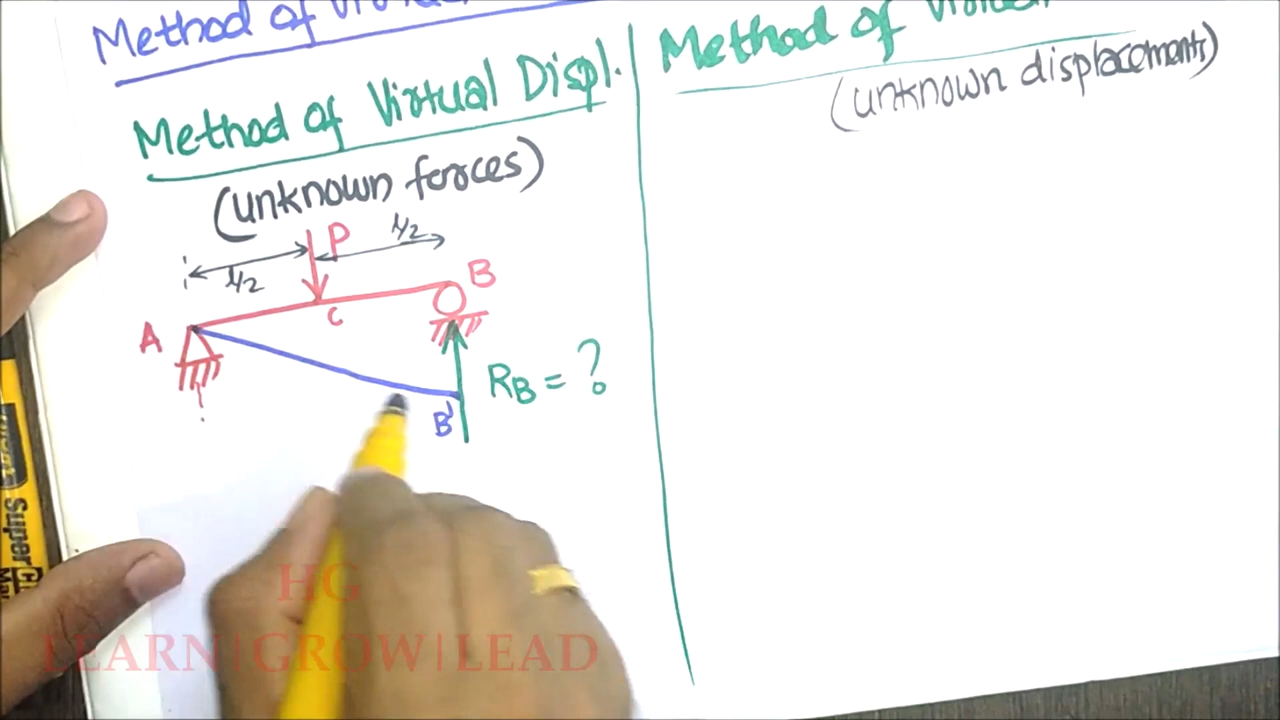 Method of
Method of Virtual Displ.
(unknown forces)
P
L/2
L/2
A
C
B
RB = ?
B'
Method of
(unknown displacements)
Super
HG
LEARN|GROW|LEAD